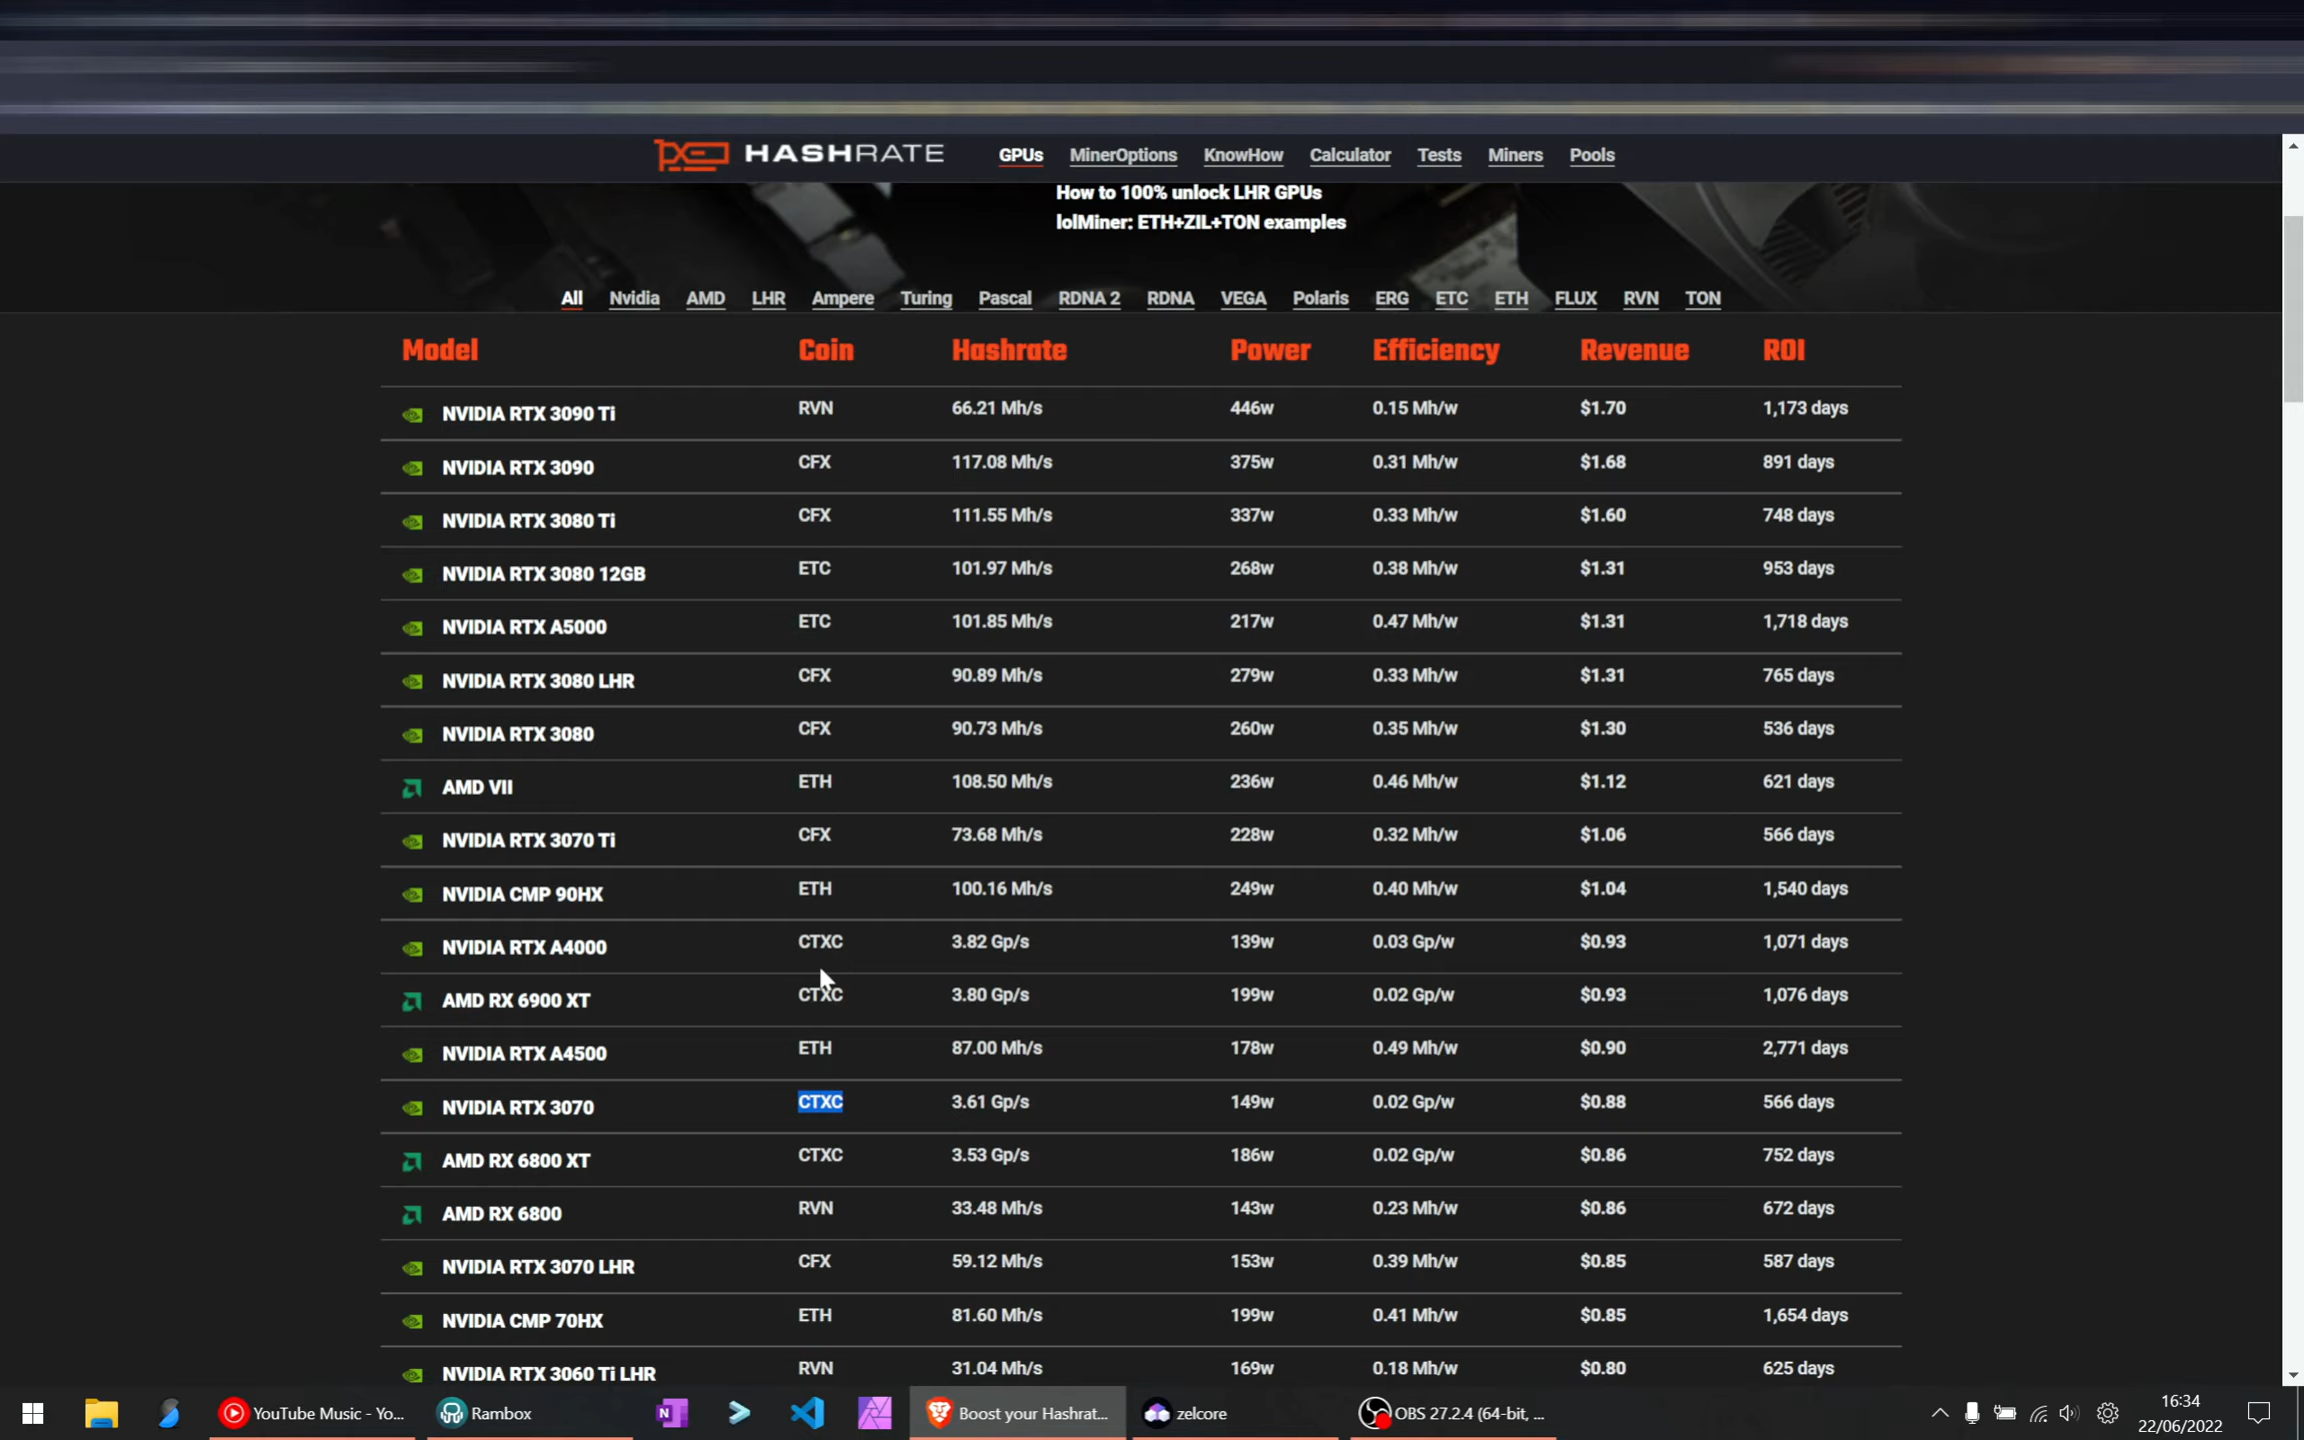 HASHRATE GPUs MinerOptions KnowHow Calculator Tests Miners Pools
How to 100% unlock LHR GPUs
lolMiner: ETH+ZIL+TON examples
All Nvidia AMD LHR Ampere Turing Pascal RDNA 2 RDNA VEGA Polaris ERG ETC ETH FLUX RVN TON
Model Coin Hashrate Power Efficiency Revenue ROI
NVIDIA RTX 3090 Ti RVN 66.21 Mh/s 446w 0.15 Mh/w $1.70 1,173 days
NVIDIA RTX 3090 CFX 117.08 Mh/s 375w 0.31 Mh/w $1.68 891 days
NVIDIA RTX 3080 Ti CFX 111.55 Mh/s 337w 0.33 Mh/w $1.60 748 days
NVIDIA RTX 3080 12GB ETC 101.97 Mh/s 268w 0.38 Mh/w $1.31 953 days
NVIDIA RTX A5000 ETC 101.85 Mh/s 217w 0.47 Mh/w $1.31 1,718 days
NVIDIA RTX 3080 LHR CFX 90.89 Mh/s 279w 0.33 Mh/w $1.31 765 days
NVIDIA RTX 3080 CFX 90.73 Mh/s 260w 0.35 Mh/w $1.30 536 days
AMD VII ETH 108.50 Mh/s 236w 0.46 Mh/w $1.12 621 days
NVIDIA RTX 3070 Ti CFX 73.68 Mh/s 228w 0.32 Mh/w $1.06 566 days
NVIDIA CMP 90HX ETH 100.16 Mh/s 249w 0.40 Mh/w $1.04 1,540 days
NVIDIA RTX A4000 CTXC 3.82 Gp/s 139w 0.03 Gp/w $0.93 1,071 days
AMD RX 6900 XT CTXC 3.80 Gp/s 199w 0.02 Gp/w $0.93 1,076 days
NVIDIA RTX A4500 ETH 87.00 Mh/s 178w 0.49 Mh/w $0.90 2,771 days
NVIDIA RTX 3070 CTXC 3.61 Gp/s 149w 0.02 Gp/w $0.88 566 days
AMD RX 6800 XT CTXC 3.53 Gp/s 186w 0.02 Gp/w $0.86 752 days
AMD RX 6800 RVN 33.48 Mh/s 143w 0.23 Mh/w $0.86 672 days
NVIDIA RTX 3070 LHR CFX 59.12 Mh/s 153w 0.39 Mh/w $0.85 587 days
NVIDIA CMP 70HX ETH 81.60 Mh/s 199w 0.41 Mh/w $0.85 1,654 days
NVIDIA RTX 3060 Ti LHR RVN 31.04 Mh/s 169w 0.18 Mh/w $0.80 625 days
YouTube Music - Yo... Rambox N Boost your Hashrat... zelcore OBS 27.2.4 (64-bit, ... 16:34
22/06/2022